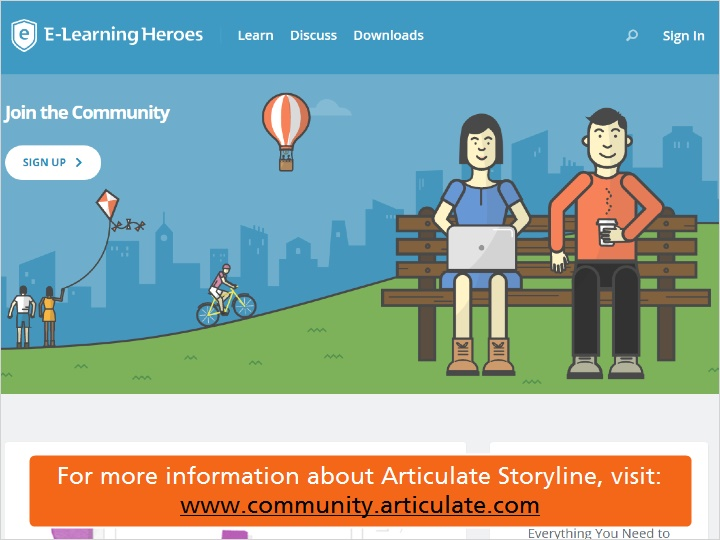 e E-Learning Heroes Learn Discuss Downloads Sign In
Join the Community
SIGN UP
For more information about Articulate Storyline, visit:
www.community.articulate.com
Everything You Need to